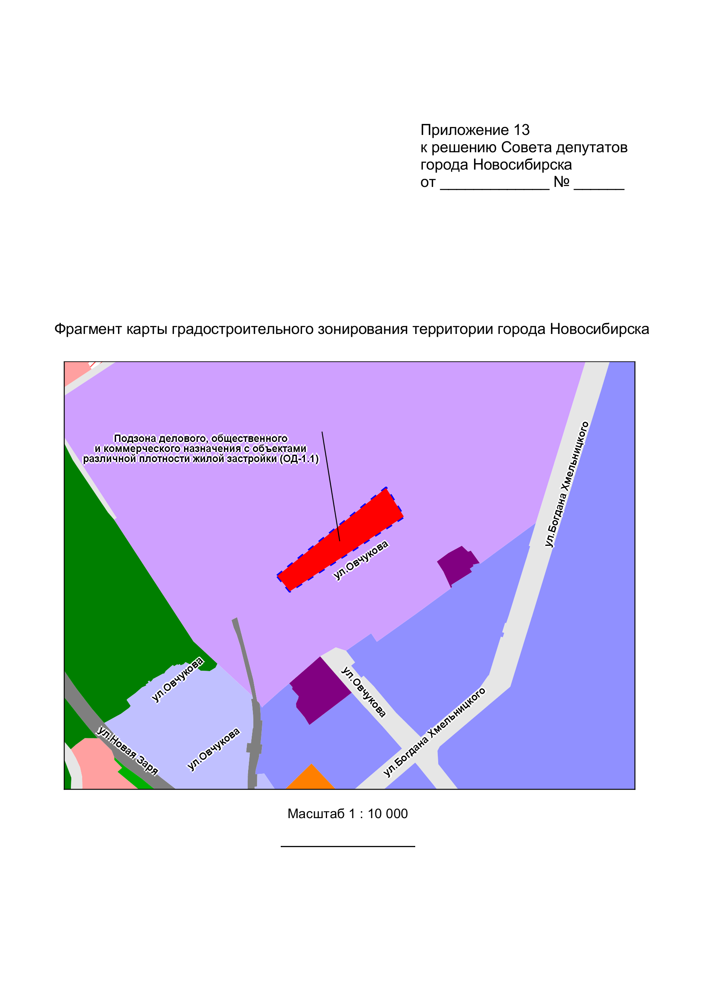 Приложение 13
к решению Совета депутатов
города Новосибирска
от _____________ № ______
Фрагмент карты градостроительного зонирования территории города Новосибирска
Подзона делового, общественного
и коммерческого назначения с объектами
различной плотности жилой застройки (ОД-1.1)
ул.Богдана Хмельницкого
ул.Овчукова
ул.Овчукова
ул.Овчукова
ул.Богдана Хмельницкого
ул.Новая Заря
ул.Овчукова
Масштаб 1 : 10 000